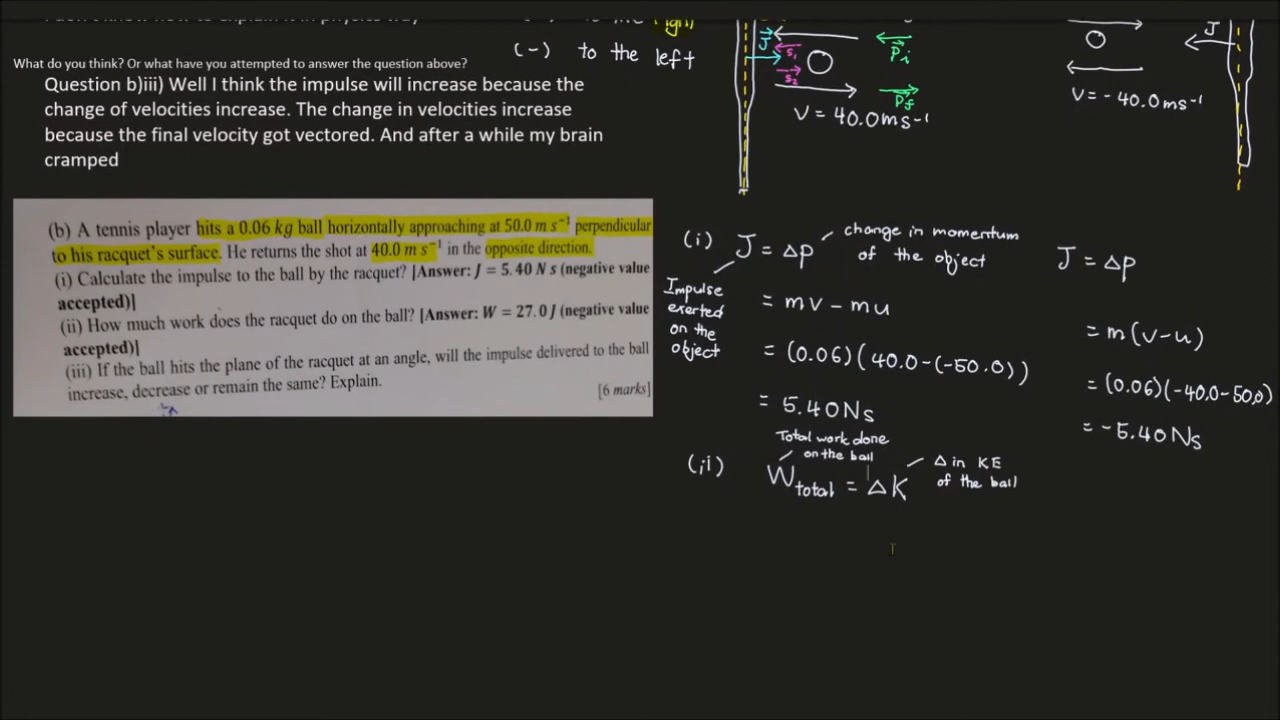 (-) to the left
What do you think? Or what have you attempted to answer the question above?
Question b)iii) Well I think the impulse will increase because the
change of velocities increase. The change in velocities increase
because the final velocity got vectored. And after a while my brain
cramped
(b) A tennis player hits a 0.06 kg ball horizontally approaching at 50.0 m s⁻¹ perpendicular
to his racquet's surface. He returns the shot at 40.0 m s⁻¹ in the opposite direction.
(i) Calculate the impulse to the ball by the racquet? [Answer: J = 5.40 N s (negative value
accepted)]
(ii) How much work does the racquet do on the ball? [Answer: W = 27.0 J (negative value
accepted)]
(iii) If the ball hits the plane of the racquet at an angle, will the impulse delivered to the ball
increase, decrease or remain the same? Explain.
[6 marks]
J
S₁
S₂
Pi
Pf
V = 40.0ms⁻¹
J
V = - 40.0ms⁻¹
(i) J = Δp
change in momentum
of the object
Impulse
exerted
on the
object
= mv - mu
= (0.06)(40.0-(-50.0))
= 5.40Ns
J = Δp
= m(v-u)
= (0.06)(-40.0-50.0)
= -5.40Ns
(ii) Wtotal = ΔK
Total work done
on the ball
Δ in KE
of the ball